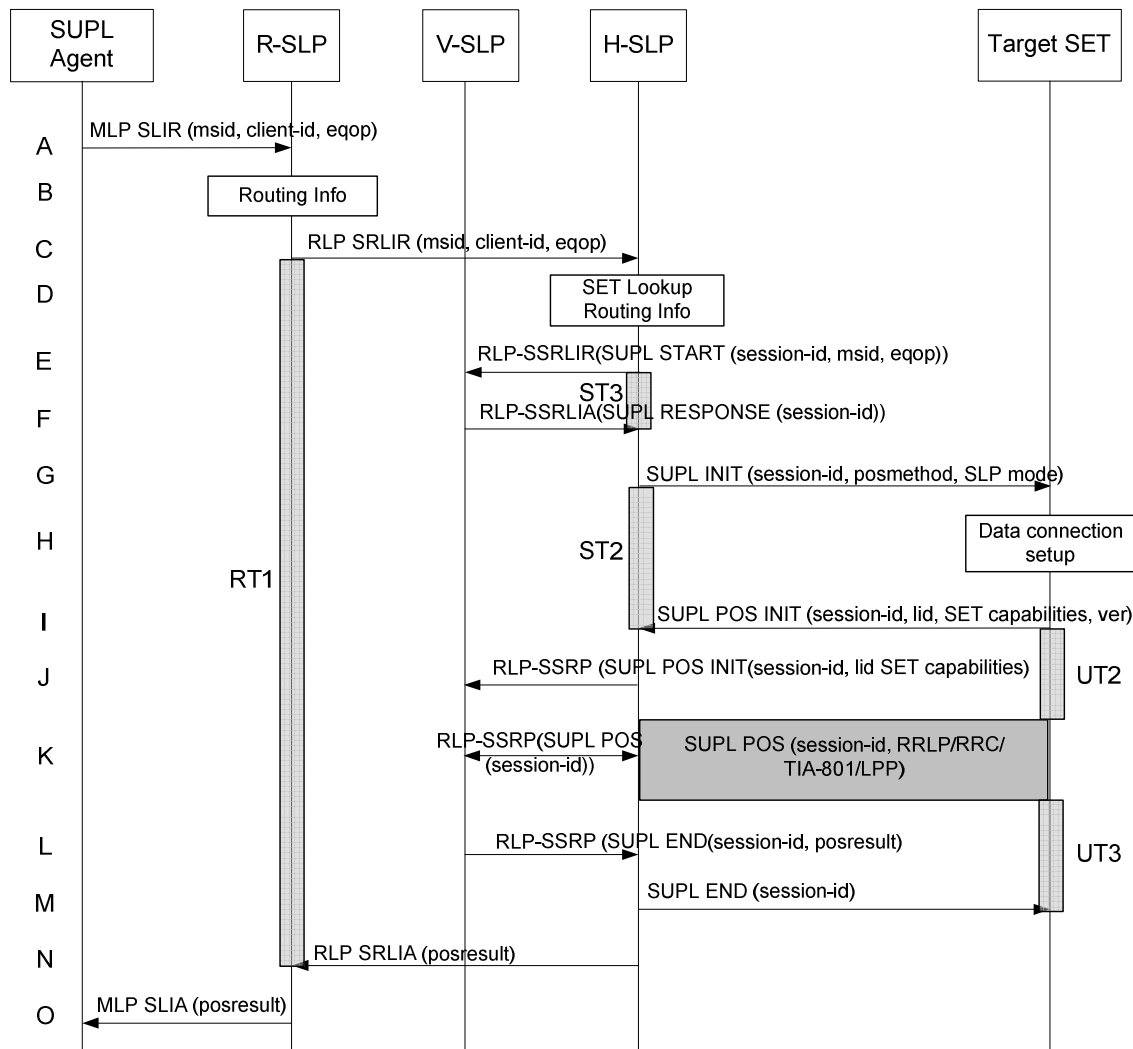 SUPL
Agent
R-SLP
V-SLP
H-SLP
Target SET
A
MLP SLIR (msid, client-id, eqop)
B
Routing Info
C
RLP SRLIR (msid, client-id, eqop)
D
SET Lookup
Routing Info
E
RLP-SSRLIR(SUPL START (session-id, msid, eqop))
ST3
F
RLP-SSRLIA(SUPL RESPONSE (session-id))
G
SUPL INIT (session-id, posmethod, SLP mode)
H
Data connection
setup
ST2
RT1
I
SUPL POS INIT (session-id, lid, SET capabilities, ver)
J
RLP-SSRP (SUPL POS INIT(session-id, lid SET capabilities)
UT2
K
RLP-SSRP(SUPL POS
(session-id))
SUPL POS (session-id, RRLP/RRC/
TIA-801/LPP)
L
RLP-SSRP (SUPL END(session-id, posresult)
UT3
M
SUPL END (session-id)
N
RLP SRLIA (posresult)
O
MLP SLIA (posresult)